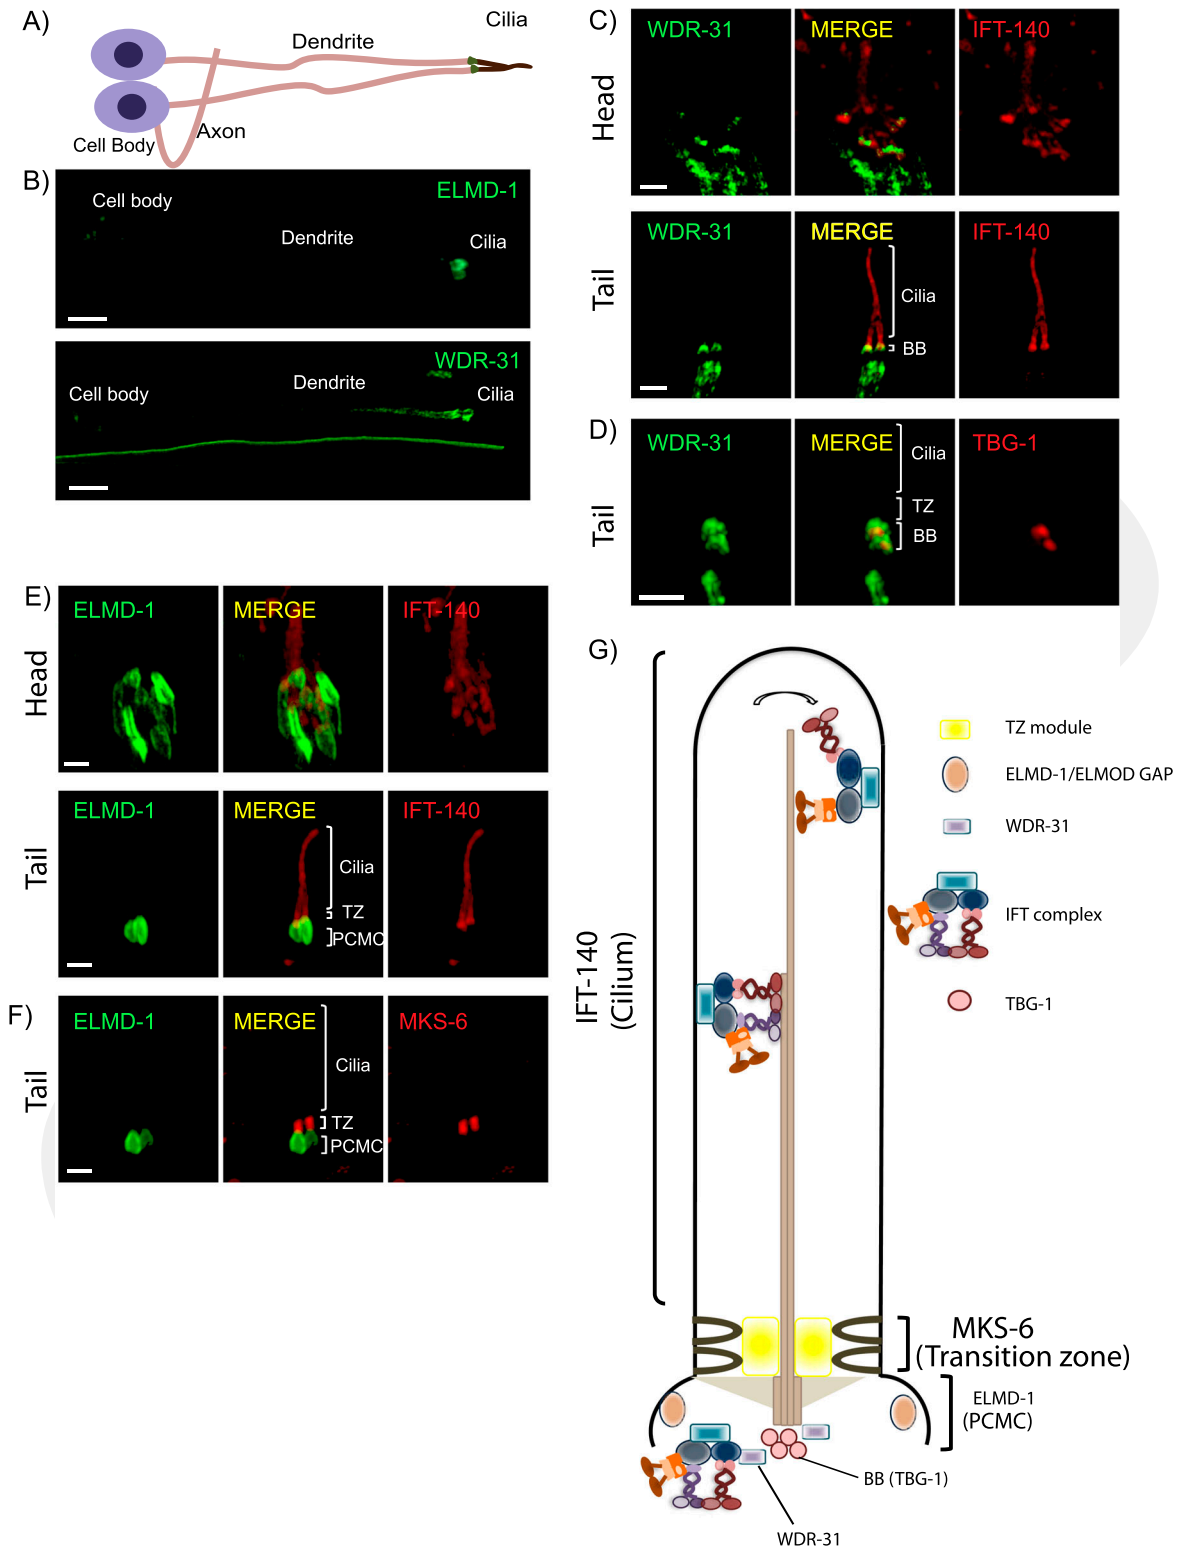 A)
Cilia
Dendrite
Axon
Cell Body
B)
ELMD-1
Cell body
Dendrite
Cilia
WDR-31
Dendrite
Cell body
Cilia
C)
Head
WDR-31
MERGE
IFT-140
Tail
WDR-31
MERGE
IFT-140
Cilia
BB
D)
Tail
WDR-31
MERGE
TBG-1
Cilia
TZ
BB
E)
Head
ELMD-1
MERGE
IFT-140
Tail
ELMD-1
MERGE
IFT-140
Cilia
TZ
PCMC
F)
Tail
ELMD-1
MERGE
MKS-6
Cilia
TZ
PCMC
G)
IFT-140
(Cilium)
TZ module
ELMD-1/ELMOD GAP
WDR-31
IFT complex
TBG-1
MKS-6
(Transition zone)
ELMD-1
(PCMC)
BB (TBG-1)
WDR-31